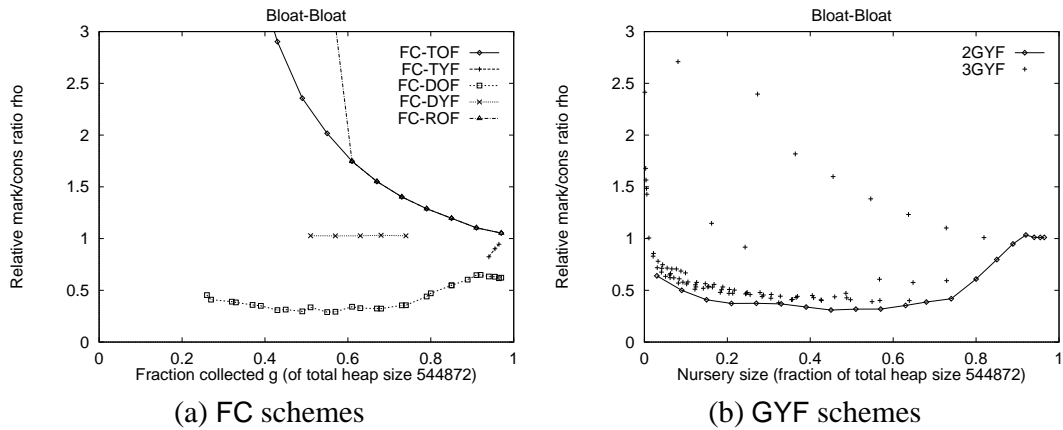 Bloat-Bloat
3
2.5
2
1.5
1
0.5
0
0
0.2
0.4
0.6
0.8
1
Relative mark/cons ratio rho
Fraction collected g (of total heap size 544872)
FC-TOF
FC-TYF
FC-DOF
FC-DYF
FC-ROF
(a) FC schemes
Bloat-Bloat
3
2.5
2
1.5
1
0.5
0
0
0.2
0.4
0.6
0.8
1
Relative mark/cons ratio rho
Nursery size (fraction of total heap size 544872)
2GYF
3GYF
(b) GYF schemes